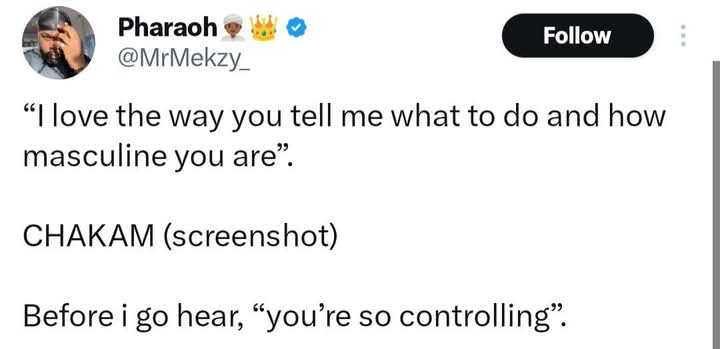 Pharaoh
@MrMekzy_
Follow
“I love the way you tell me what to do and how
masculine you are”.
CHAKAM (screenshot)
Before i go hear, “you’re so controlling”.